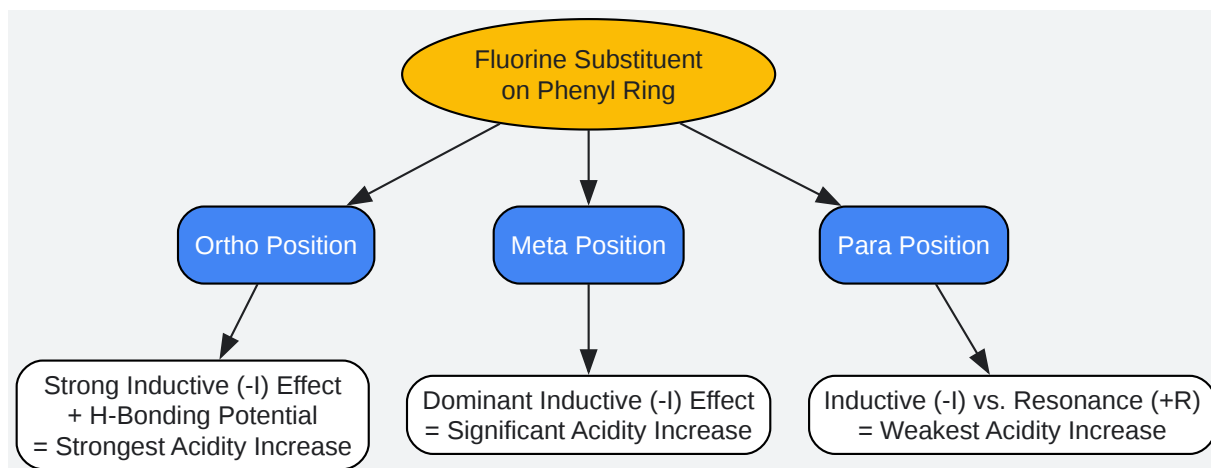 Fluorine Substituent
on Phenyl Ring
Ortho Position
Meta Position
Para Position
Strong Inductive (-I) Effect
+ H-Bonding Potential
= Strongest Acidity Increase
Dominant Inductive (-I) Effect
= Significant Acidity Increase
Inductive (-I) vs. Resonance (+R)
= Weakest Acidity Increase